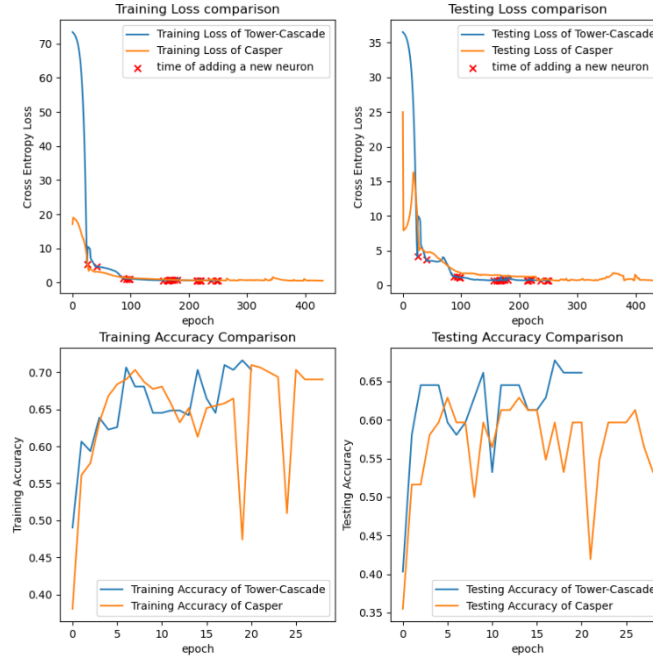 Training Loss comparison
Testing Loss comparison
Training Loss of Tower-Cascade
Training Loss of Casper
time of adding a new neuron
Testing Loss of Tower-Cascade
Testing Loss of Casper
time of adding a new neuron
Cross Entropy Loss
70
60
50
40
30
20
10
0
0 100 200 300 400
epoch
Cross Entropy Loss
35
30
25
20
15
10
5
0
0 100 200 300
epoch
Training Accuracy Comparison
Testing Accuracy Comparison
Training Accuracy
0.70
0.65
0.60
0.55
0.50
0.45
0.40
Training Accuracy of Tower-Cascade
Training Accuracy of Casper
0 5 10 15 20 25
epoch
Testing Accuracy
0.65
0.60
0.55
0.50
0.45
0.40
0.35
Testing Accuracy of Tower-Cascade
Testing Accuracy of Casper
0 5 10 15 20 25
epoch